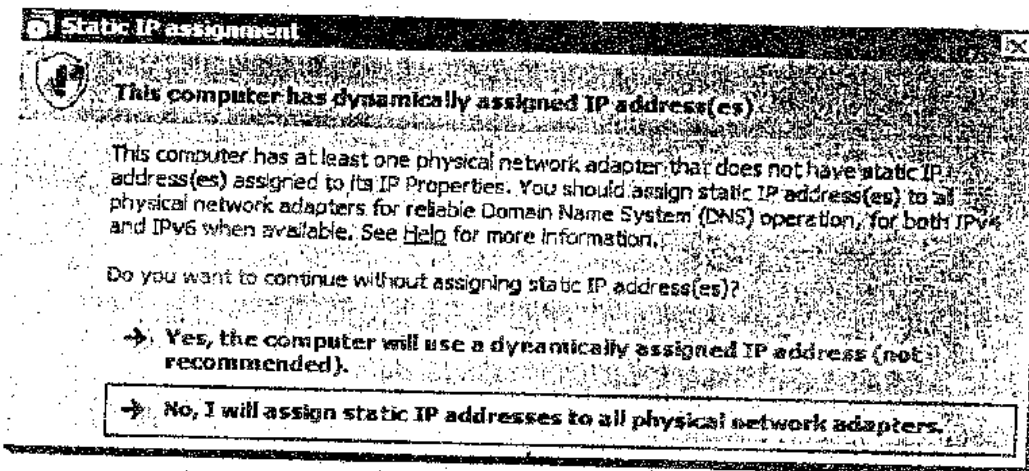 Static IP assignment
This computer has dynamically assigned IP address(es)
This computer has at least one physical network adapter that does not have static IP
address(es) assigned to its IP Properties. You should assign static IP address(es) to all
physical network adapters for reliable Domain Name System (DNS) operation, for both IPv4
and IPv6 when available. See Help for more information.
Do you want to continue without assigning static IP address(es)?
Yes, the computer will use a dynamically assigned IP address (not
recommended).
No, I will assign static IP addresses to all physical network adapters.